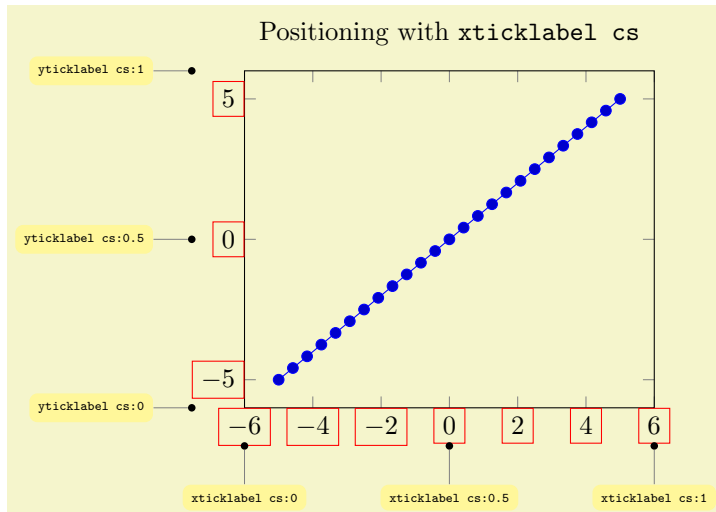 Positioning with xticklabel cs
yticklabel cs:1
5
yticklabel cs:0.5
0
−5
yticklabel cs:0
−6 −4 −2 0 2 4 6
xticklabel cs:0 xticklabel cs:0.5 xticklabel cs:1